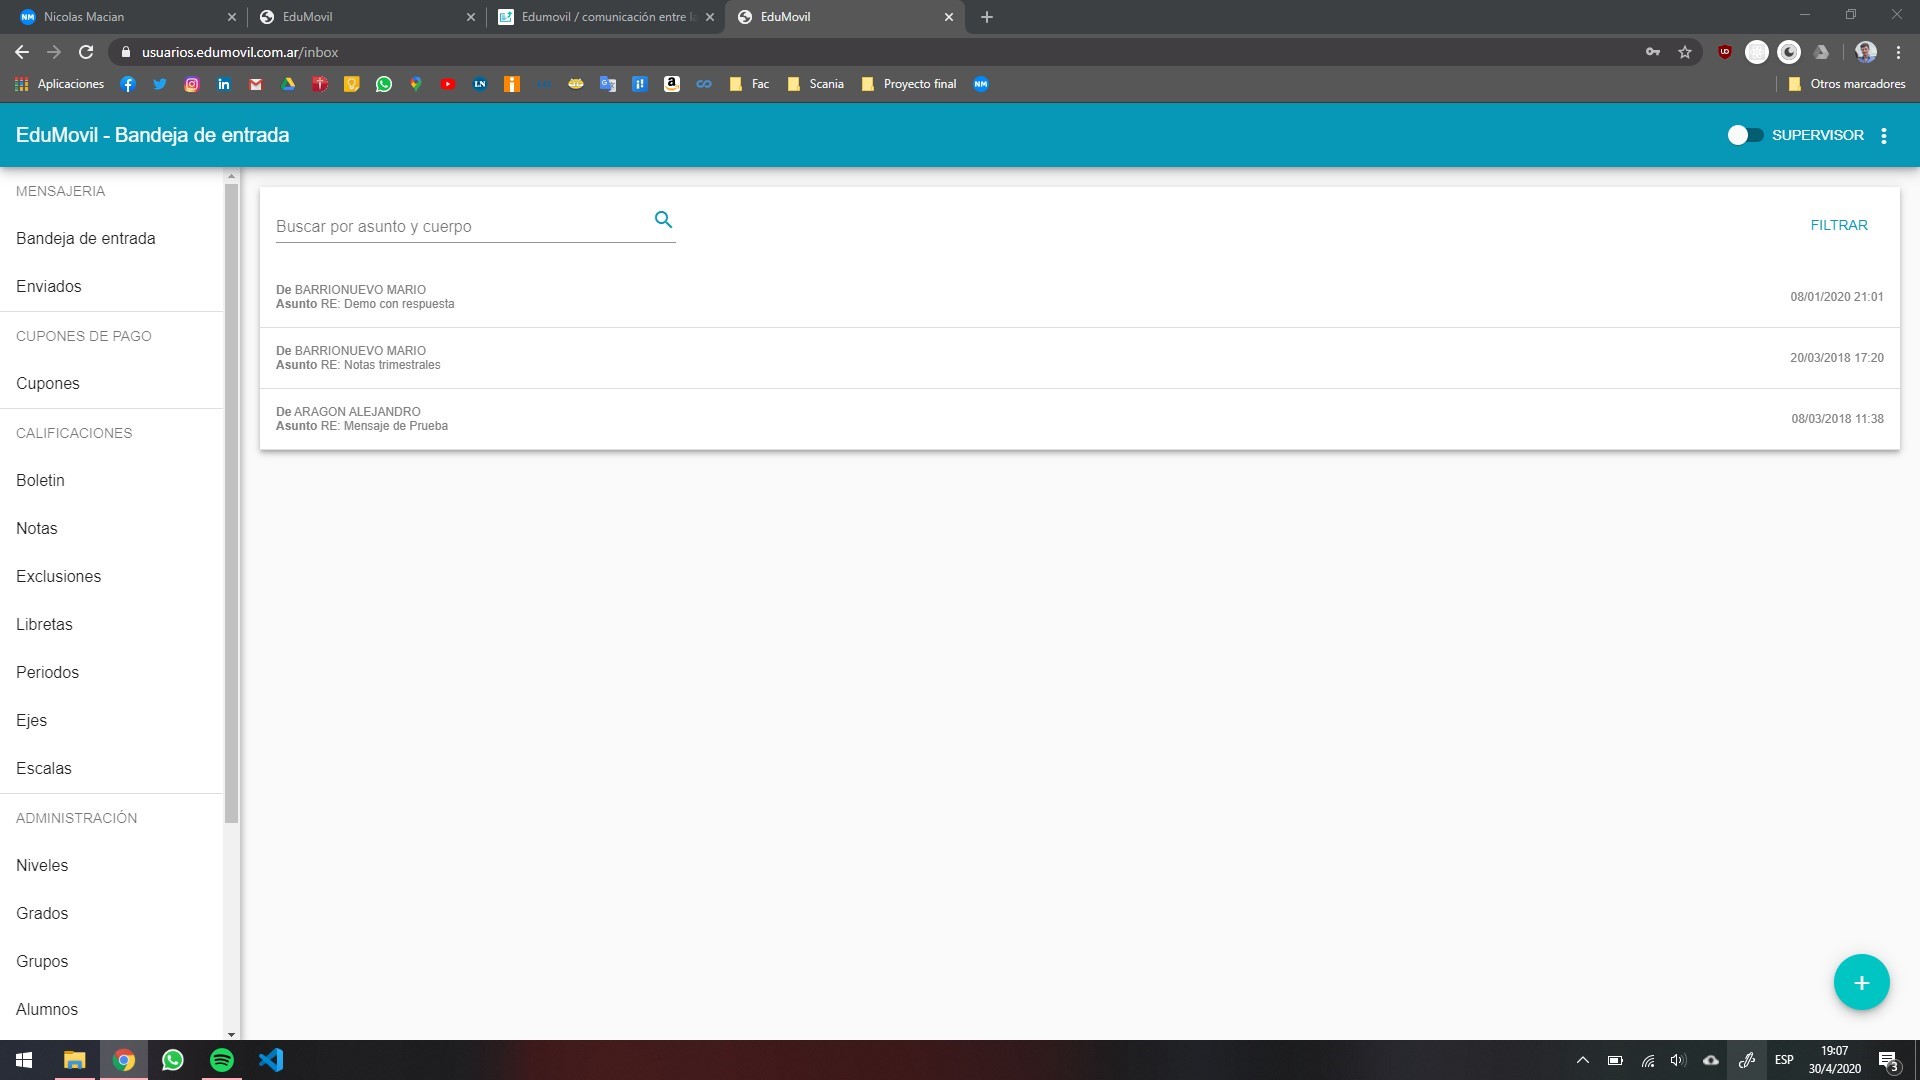 Nicolas Macian
EduMovil
Edumovil / comunicación entre la
EduMovil
usuarios.edumovil.com.ar/inbox
Aplicaciones
Fac
Scania
Proyecto final
NM
Otros marcadores
EduMovil - Bandeja de entrada
SUPERVISOR
MENSAJERIA
Bandeja de entrada
Enviados
CUPONES DE PAGO
Cupones
CALIFICACIONES
Boletin
Notas
Exclusiones
Libretas
Periodos
Ejes
Escalas
ADMINISTRACIÓN
Niveles
Grados
Grupos
Alumnos
Buscar por asunto y cuerpo
FILTRAR
De BARRIONUEVO MARIO
Asunto RE: Demo con respuesta
08/01/2020 21:01
De BARRIONUEVO MARIO
Asunto RE: Notas trimestrales
20/03/2018 17:20
De ARAGON ALEJANDRO
Asunto RE: Mensaje de Prueba
08/03/2018 11:38
ESP
19:07
30/4/2020
3